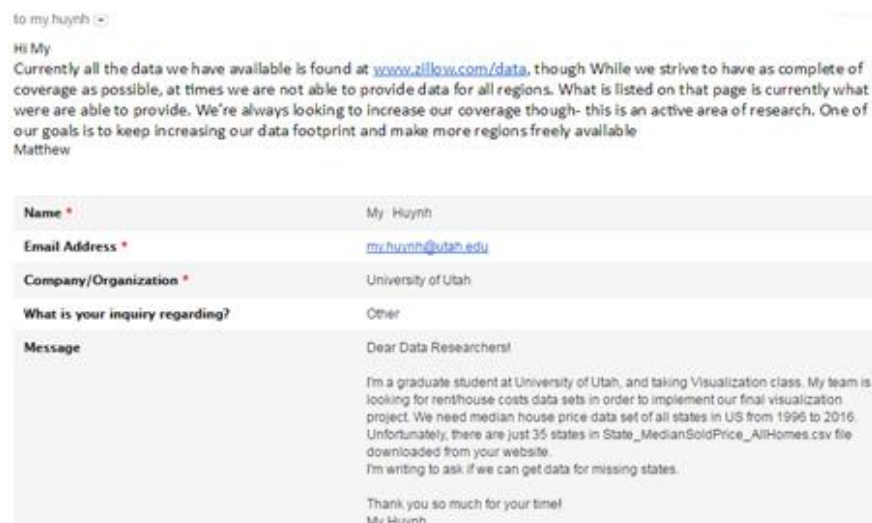 to my.huynh
Hi My
Currently all the data we have available is found at www.zillow.com/data, though While we strive to have as complete of
coverage as possible, at times we are not able to provide data for all regions. What is listed on that page is currently what
were are able to provide. We're always looking to increase our coverage though- this is an active area of research. One of
our goals is to keep increasing our data footprint and make more regions freely available
Matthew
Name *
My Huynh
Email Address *
my.huynh@utah.edu
Company/Organization *
University of Utah
What is your inquiry regarding?
Other
Message
Dear Data Researchers!
I'm a graduate student at University of Utah, and taking Visualization class. My team is
looking for rent/house costs data sets in order to implement our final visualization
project. We need median house price data set of all states in US from 1996 to 2016.
Unfortunately, there are just 35 states in State_MedianSoldPrice_AllHomes.csv file
downloaded from your website.
I'm writing to ask if we can get data for missing states.
Thank you so much for your time!
My Huynh